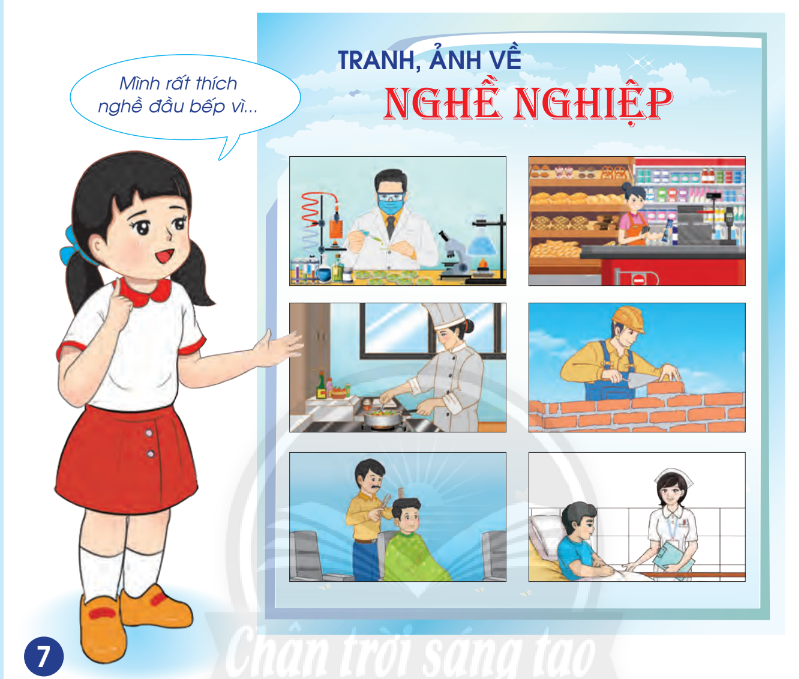 Mình rất thích
nghề đầu bếp vì...
TRANH, ẢNH VỀ
NGHỀ NGHIỆP
7
Chân trời sáng tạo